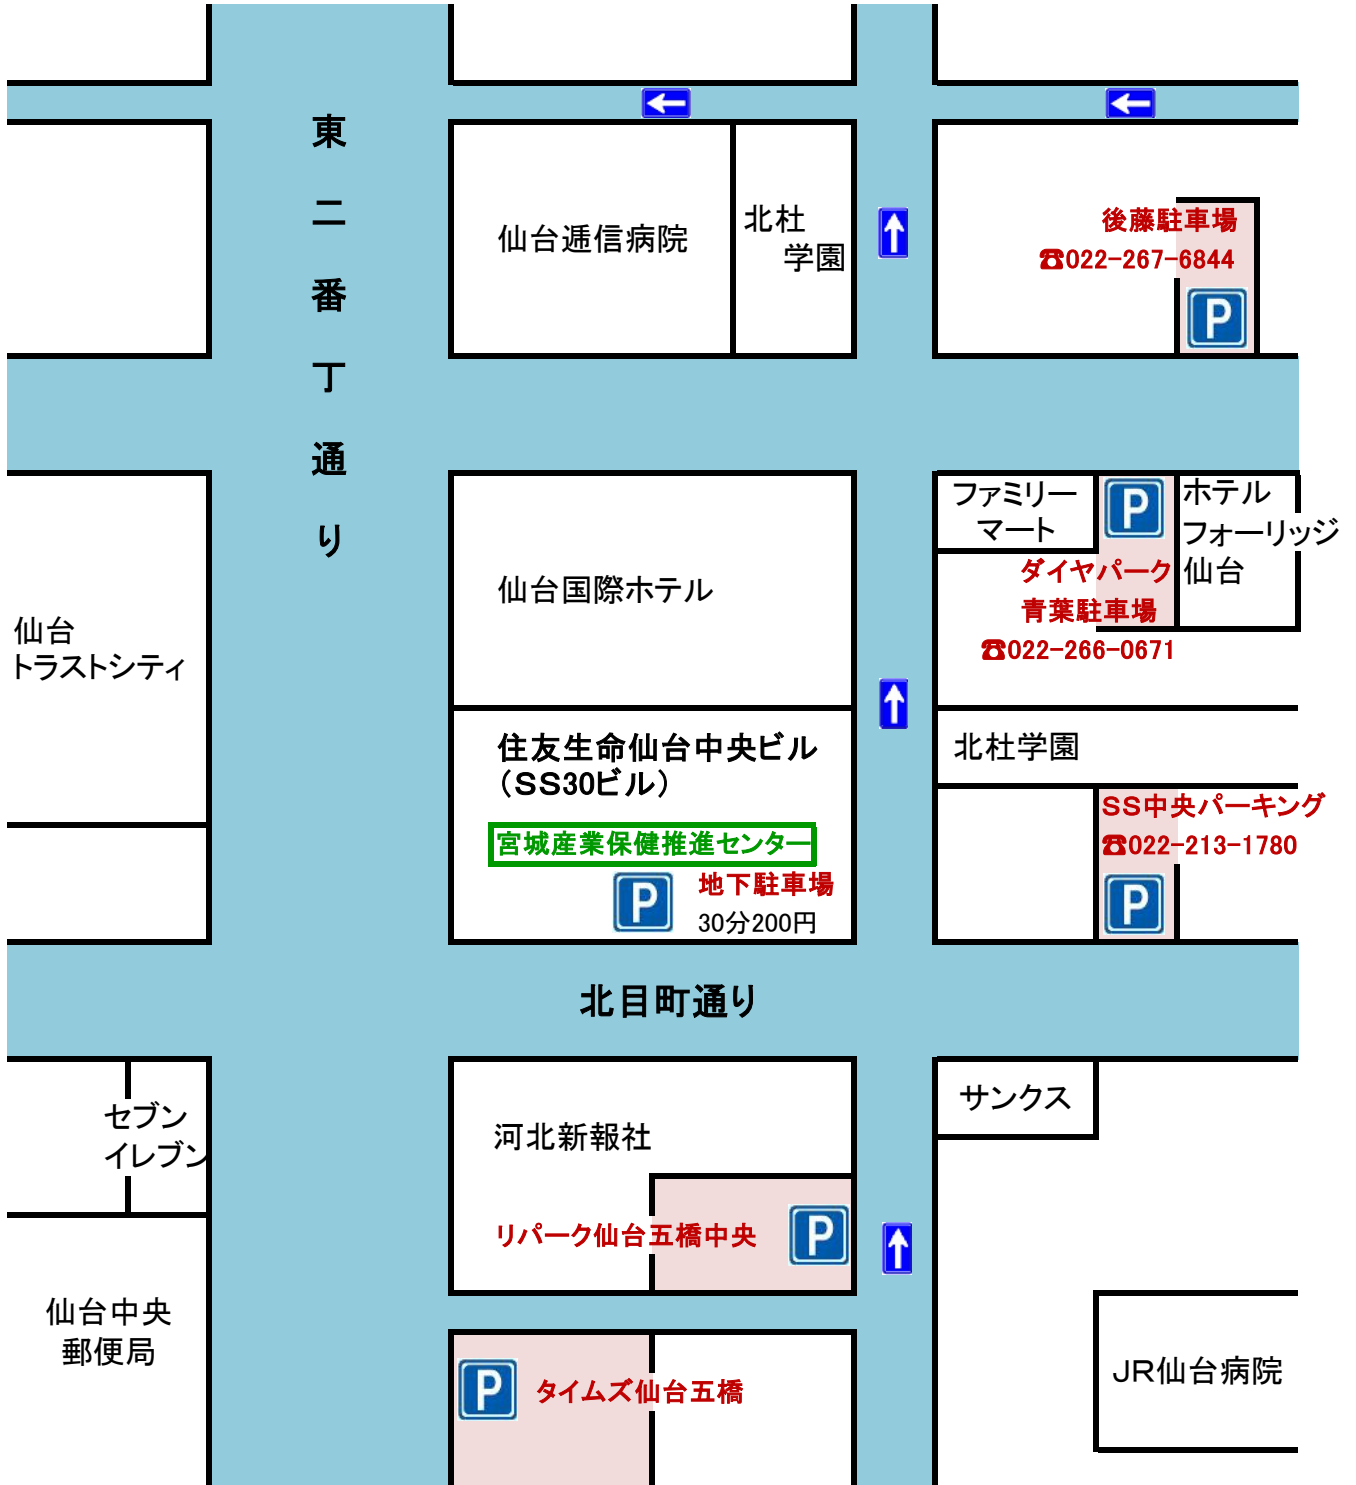 東二番丁通り
仙台逓信病院
北杜
学園
後藤駐車場
☎022-267-6844
P
ファミリー
マート
P
ホテル
フォーリッジ
仙台
ダイヤパーク
青葉駐車場
☎022-266-0671
仙台国際ホテル
仙台
トラストシティ
住友生命仙台中央ビル
（SS30ビル）
宮城産業保健推進センター
P
地下駐車場
30分200円
北杜学園
SS中央パーキング
☎022-213-1780
P
北目町通り
セブン
イレブン
河北新報社
サンクス
リパーク仙台五橋中央
P
仙台中央
郵便局
P
タイムズ仙台五橋
JR仙台病院